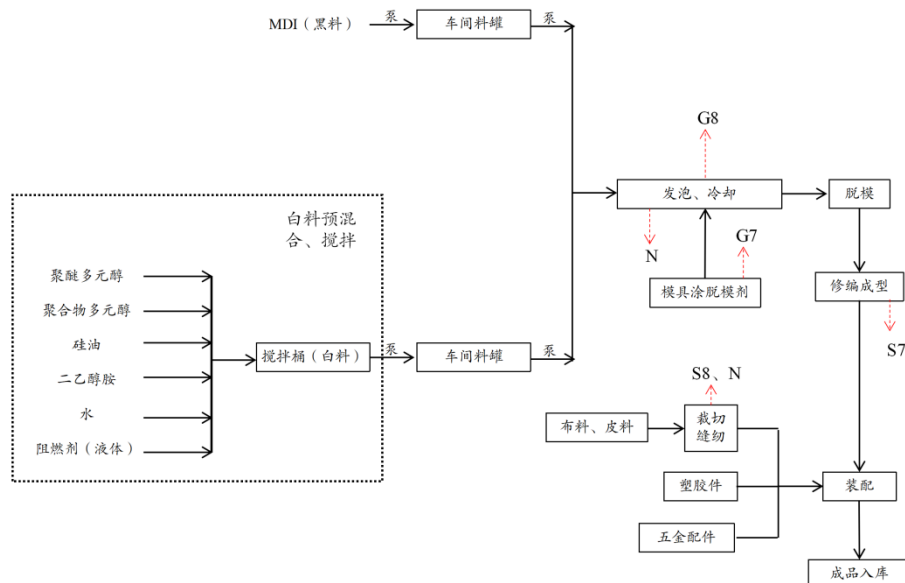 MDI（黑料）
泵
车间料罐
泵
G8
发泡、冷却
脱模
白料预混
合、搅拌
N
G7
聚醚多元醇
模具涂脱模剂
修编成型
聚合物多元醇
硅油
搅拌桶（白料）
泵
车间料罐
泵
S7
二乙醇胺
S8、N
水
布料、皮料
裁切
缝纫
阻燃剂（液体）
塑胶件
装配
五金配件
成品入库